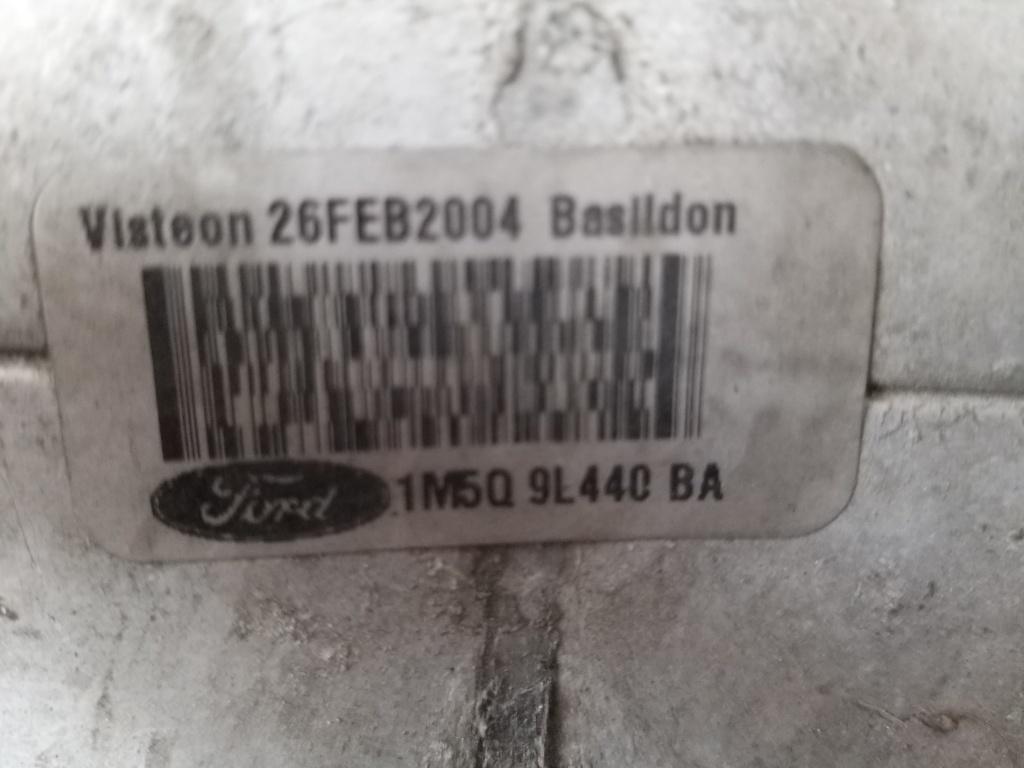 Visteon 26FEB2004 Basildon
Ford 1M5Q 9L440 BA